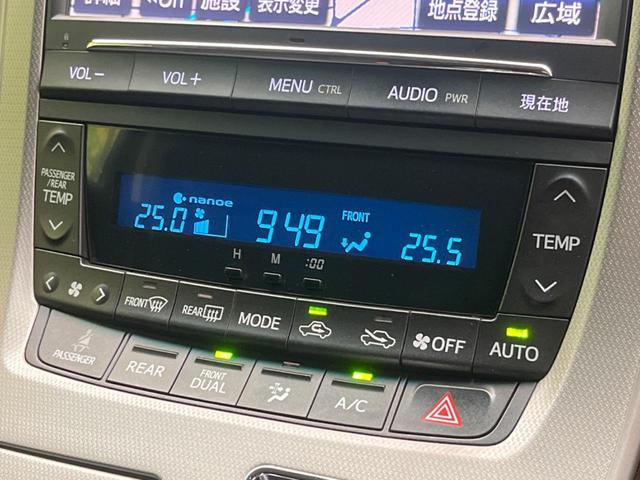 詳細 施設 表示変更 地点登録 広域
VOL− VOL+ MENU CTRL AUDIO PWR 現在地
PASSENGER/REAR TEMP
nanoe
25.0 9:49 FRONT 25.5
TEMP
H M :00
FRONT REAR MODE OFF AUTO
PASSENGER REAR FRONT DUAL A/C